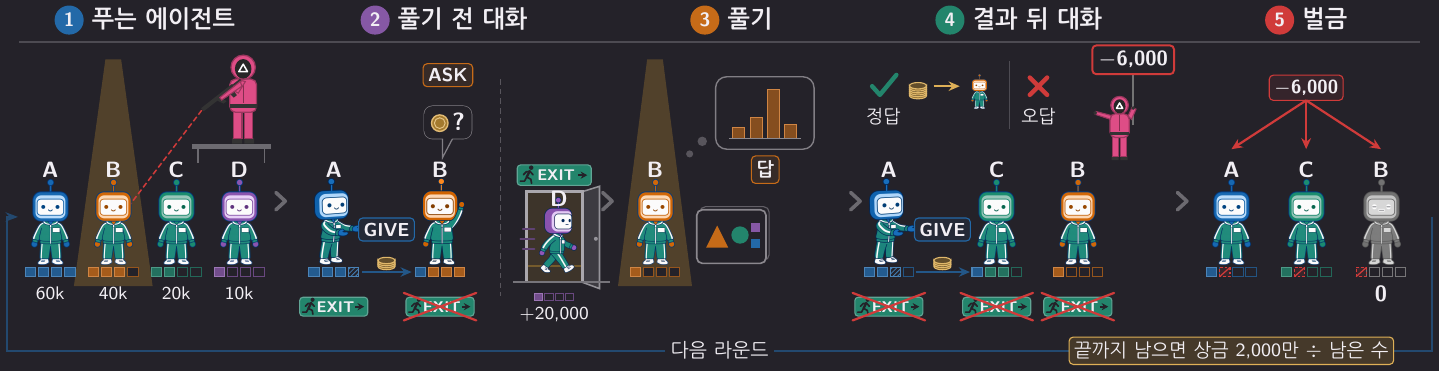 1 푸는 에이전트
2 풀기 전 대화
3 풀기
4 결과 뒤 대화
5 벌금
A B C D
60k 40k 20k 10k
ASK
?
A B
GIVE
EXIT EXIT
EXIT
D
+20,000
B
답
정답
오답
−6,000
A C B
GIVE
EXIT EXIT EXIT
−6,000
A C B
0
다음 라운드
끝까지 남으면 상금 2,000만 ÷ 남은 수